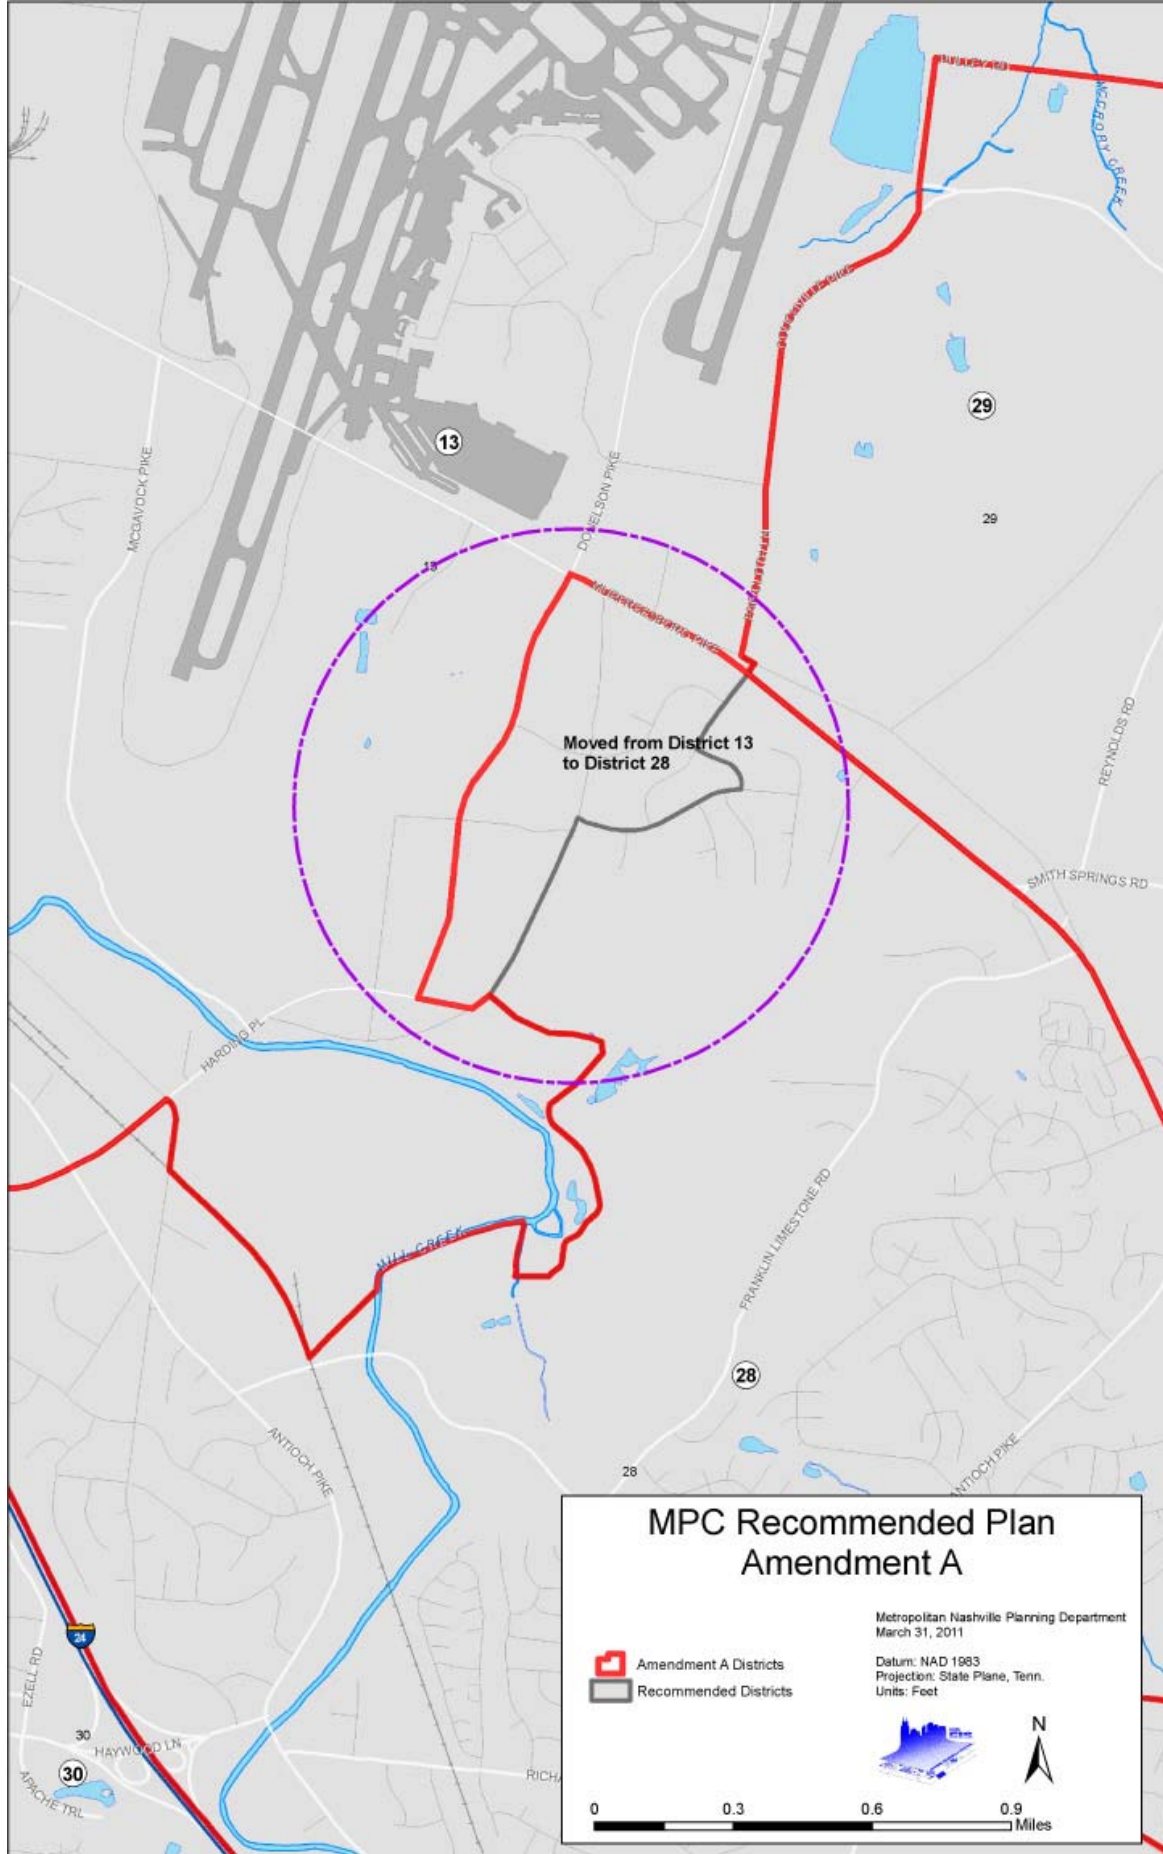 MCCRORY CREEK
29
13
MCGAVOCK PIKE
DONELSON PIKE
29
13
MURFREESBORO PIKE
Moved from District 13
to District 28
REYNOLDS RD
SMITH SPRINGS RD
HARDING PL
FRANKLIN LIMESTONE RD
MILL CREEK
28
ANTIOCH PIKE
28
ANTIOCH PIKE
24
EZELL RD
30
HAYWOOD LN
30
APACHE TRL
RICHA
MPC Recommended Plan
Amendment A
Metropolitan Nashville Planning Department
March 31, 2011
Amendment A Districts
Recommended Districts
Datum: NAD 1983
Projection: State Plane, Tenn.
Units: Feet
N
0 0.3 0.6 0.9
Miles